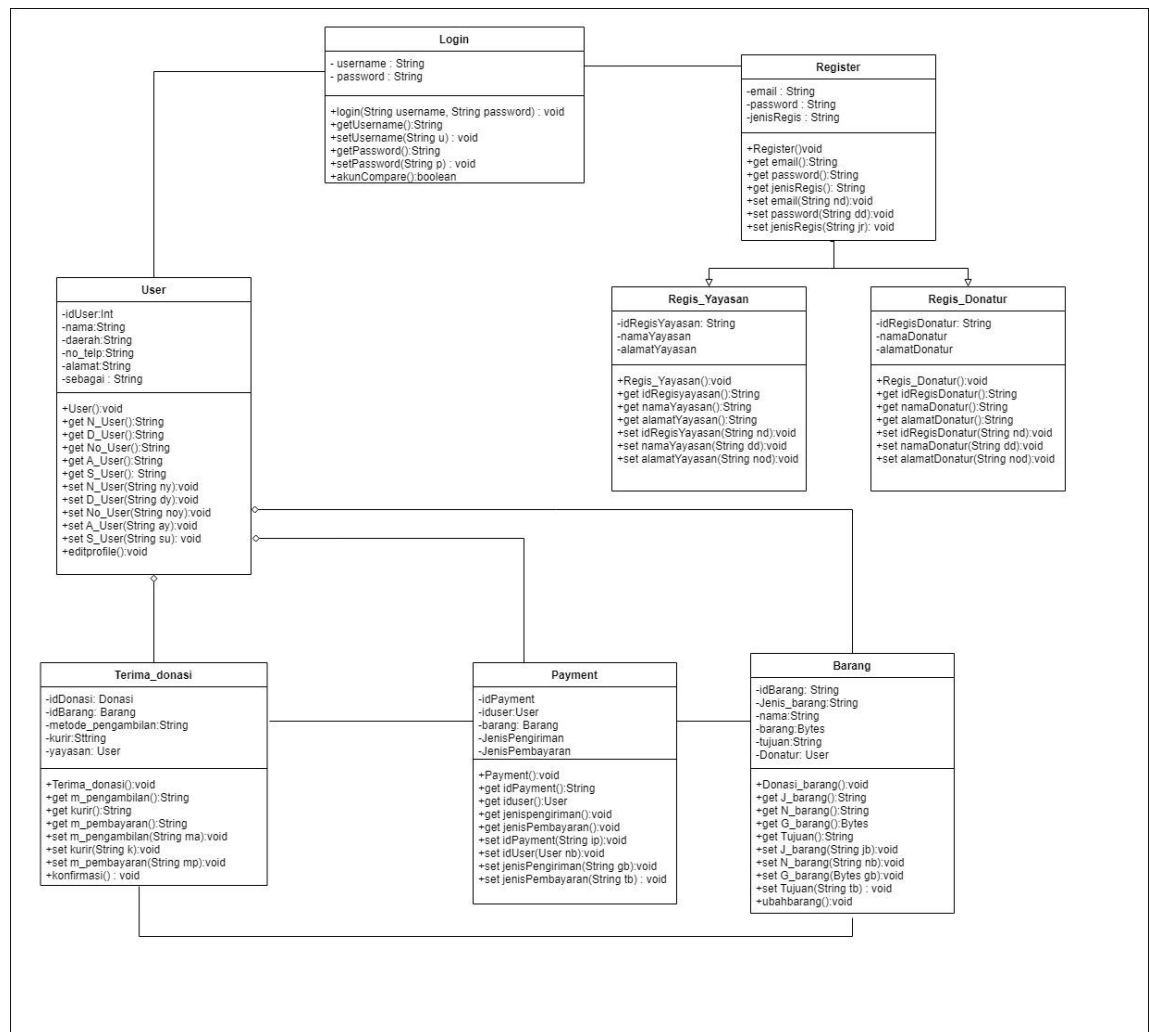 Login
- username : String
- password : String
+login(String username, String password) : void
+getUsername():String
+setUsername(String u) : void
+getPassword():String
+setPassword(String p) : void
+akunCompare():boolean
Register
-email : String
-password : String
-jenisRegis : String
+Register()void
+get email():String
+get password():String
+get jenisRegis(): String
+set email(String nd):void
+set password(String dd):void
+set jenisRegis(String jr): void
User
-idUser:Int
-nama:String
-daerah:String
-no_telp:String
-alamat:String
-sebagai : String
+User():void
+get N_User():String
+get D_User():String
+get No_User():String
+get A_User():String
+get S_User(): String
+set N_User(String ny):void
+set D_User(String dy):void
+set No_User(String noy):void
+set A_User(String ay):void
+set S_User(String su): void
+editprofile():void
Regis_Yayasan
-idRegisYayasan: String
-namaYayasan
-alamatYayasan
+Regis_Yayasan():void
+get idRegisyayasan():String
+get namaYayasan():String
+get alamatYayasan():String
+set idRegisYayasan(String nd):void
+set namaYayasan(String dd):void
+set alamatYayasan(String nod):void
Regis_Donatur
-idRegisDonatur: String
-namaDonatur
-alamatDonatur
+Regis_Donatur():void
+get idRegisDonatur():String
+get namaDonatur():String
+get alamatDonatur():String
+set idRegisDonatur(String nd):void
+set namaDonatur(String dd):void
+set alamatDonatur(String nod):void
Terima_donasi
-idDonasi: Donasi
-idBarang: Barang
-metode_pengambilan:String
-kurir:Sttring
-yayasan: User
+Terima_donasi():void
+get m_pengambilan():String
+get kurir():String
+get m_pembayaran():String
+set m_pengambilan(String ma):void
+set kurir(String k):void
+set m_pembayaran(String mp):void
+konfirmasi() : void
Payment
-idPayment
-iduser:User
-barang: Barang
-JenisPengiriman
-JenisPembayaran
+Payment():void
+get idPayment():String
+get iduser():User
+get jenispengiriman():void
+get jenisPembayaran():void
+set idPayment(String ip):void
+set idUser(User nb):void
+set jenisPengiriman(String gb):void
+set jenisPembayaran(String tb) : void
Barang
-idBarang: String
-Jenis_barang:String
-nama:String
-barang:Bytes
-tujuan:String
-Donatur: User
+Donasi_barang():void
+get J_barang():String
+get N_barang():String
+get G_barang():Bytes
+get Tujuan():String
+set J_barang(String jb):void
+set N_barang(String nb):void
+set G_barang(Bytes gb):void
+set Tujuan(String tb) : void
+ubahbarang():void